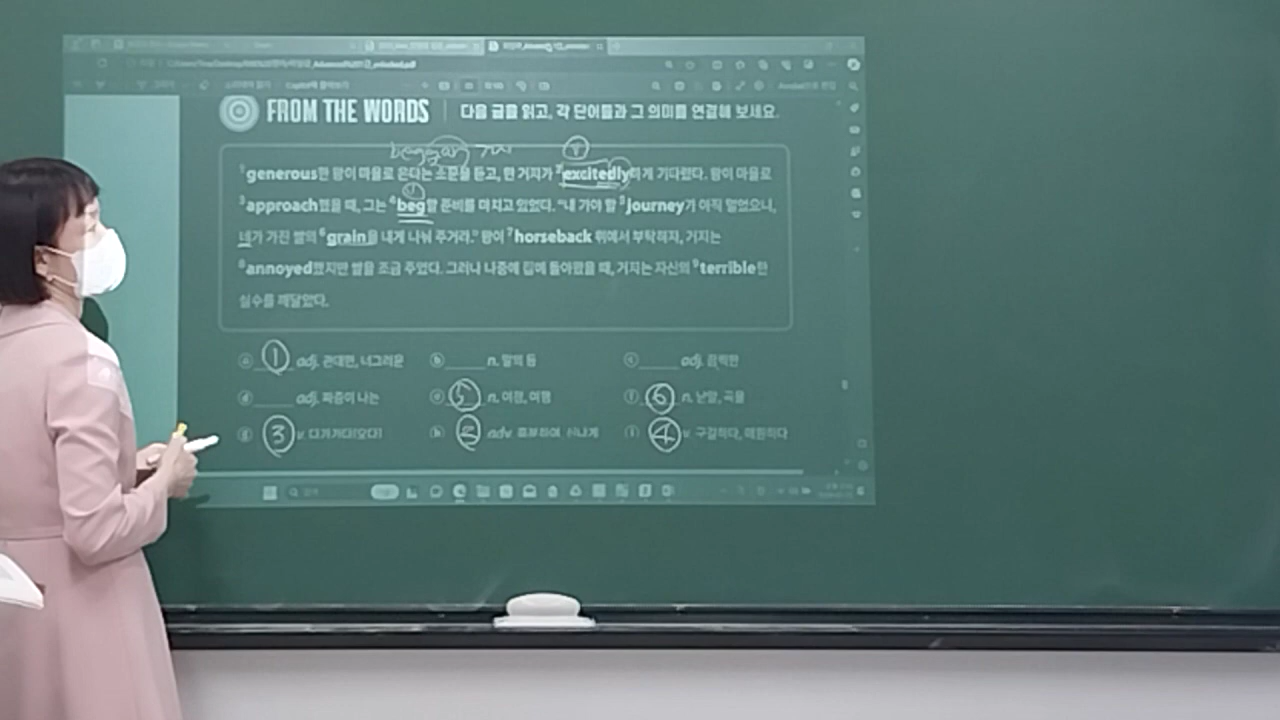 FROM THE WORDS | 다음 글을 읽고, 각 단어들과 그 의미를 연결해 보세요.
beggar 거지
1generous한 왕이 마을로 온다는 소문을 듣고, 한 거지가 2excitedly하게 기다렸다. 왕이 마을로
3approach했을 때, 그는 4beg할 준비를 마치고 있었다. "내 가야 할 5journey가 아직 멀었으니,
네가 가진 쌀의 6grain을 내게 나눠 주거라." 왕이 7horseback 위에서 부탁하자, 거지는
8annoyed했지만 쌀을 조금 주었다. 그러나 나중에 집에 돌아왔을 때, 거지는 자신의 9terrible한
실수를 깨달았다.
ⓐ ① adj. 관대한, 너그러운 ⓑ ______ n. 말의 등 ⓒ ______ adj. 끔찍한
ⓓ ______ adj. 짜증이 나는 ⓔ ⑤ n. 여정, 여행 ⓕ ⑥ n. 낟알, 곡물
ⓖ ③ v. 다가가다[오다] ⓗ ② adv. 흥분하여, 신나게 ⓘ ④ v. 구걸하다, 애원하다